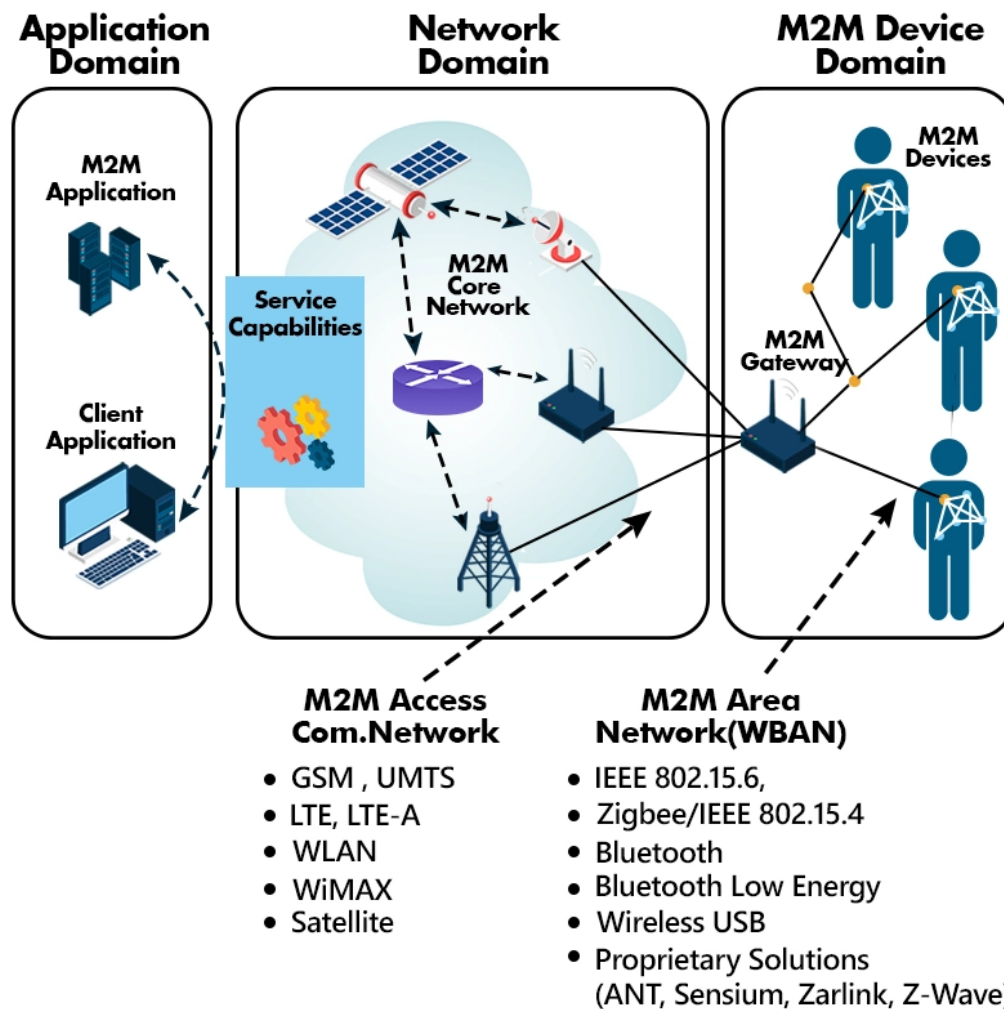 Application
Domain
Network
Domain
M2M Device
Domain
M2M
Application
Client
Application
Service
Capabilities
M2M
Core
Network
M2M
Gateway
M2M
Devices
M2M Access
Com.Network
• GSM , UMTS
• LTE, LTE-A
• WLAN
• WiMAX
• Satellite
M2M Area
Network(WBAN)
• IEEE 802.15.6,
• Zigbee/IEEE 802.15.4
• Bluetooth
• Bluetooth Low Energy
• Wireless USB
• Proprietary Solutions
(ANT, Sensium, Zarlink, Z-Wave)